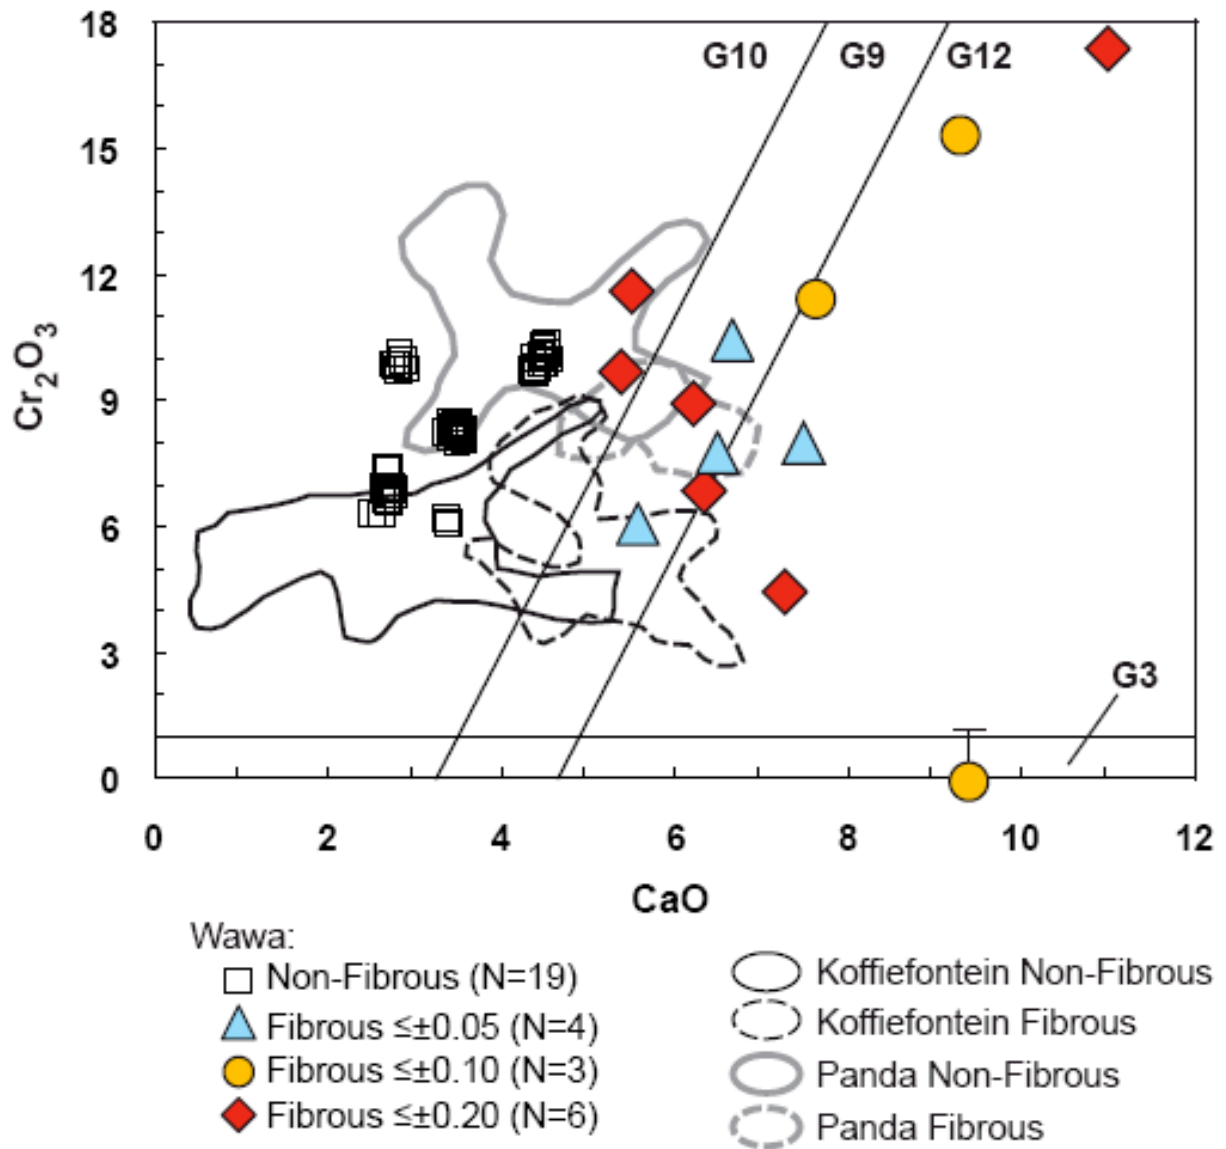 18
G10 G9 G12
15
12
Cr2O3
9
6
3
G3
0
0 2 4 6 8 10 12
CaO
Wawa:
Non-Fibrous (N=19)
Fibrous ≤±0.05 (N=4)
Fibrous ≤±0.10 (N=3)
Fibrous ≤±0.20 (N=6)
Koffiefontein Non-Fibrous
Koffiefontein Fibrous
Panda Non-Fibrous
Panda Fibrous